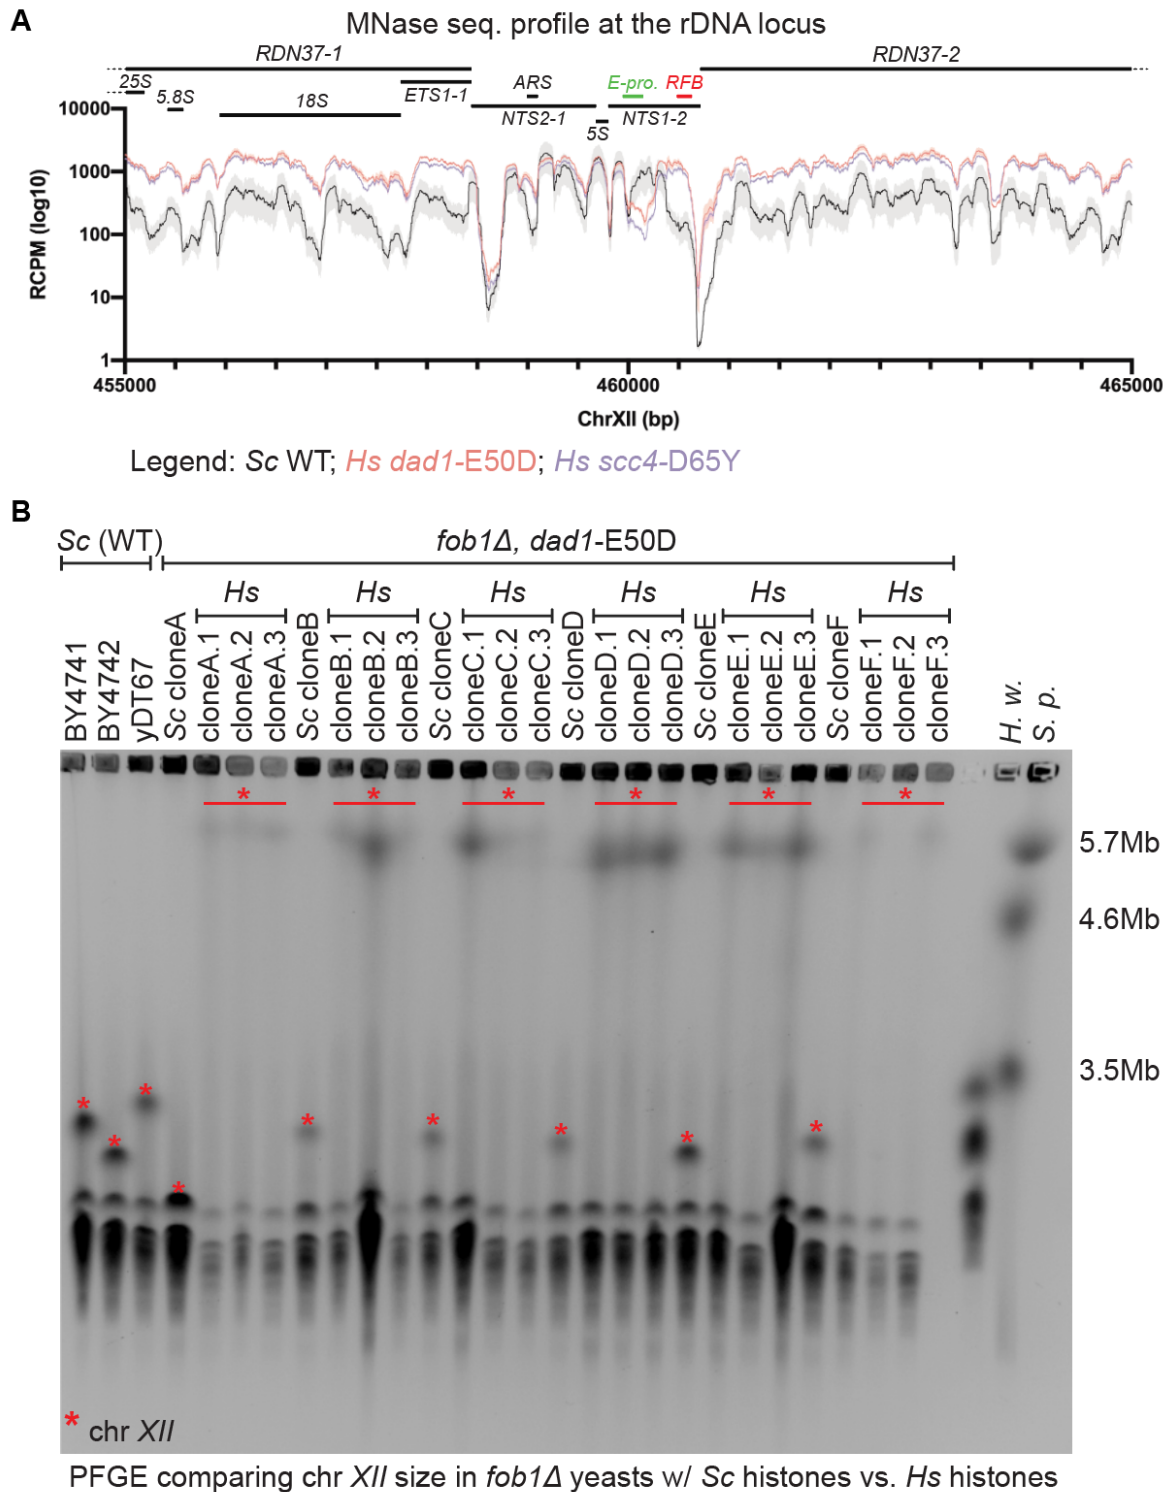 A
MNase seq. profile at the rDNA locus
RDN37-1
RDN37-2
25S
5.8S
18S
ETS1-1
ARS
NTS2-1
5S
E-pro.
RFB
NTS1-2
10000
1000
100
10
1
RCPM (log10)
455000
460000
465000
ChrXII (bp)
Legend: Sc WT; Hs dad1-E50D; Hs scc4-D65Y
B
Sc (WT)
fob1Δ, dad1-E50D
Hs
Hs
Hs
Hs
Hs
Hs
BY4741
BY4742
yDT67
Sc cloneA
cloneA.1
cloneA.2
cloneA.3
Sc cloneB
cloneB.1
cloneB.2
cloneB.3
Sc cloneC
cloneC.1
cloneC.2
cloneC.3
Sc cloneD
cloneD.1
cloneD.2
cloneD.3
Sc cloneE
cloneE.1
cloneE.2
cloneE.3
Sc cloneF
cloneF.1
cloneF.2
cloneF.3
H. w.
S. p.
5.7Mb
4.6Mb
3.5Mb
* chr XII
PFGE comparing chr XII size in fob1Δ yeasts w/ Sc histones vs. Hs histones